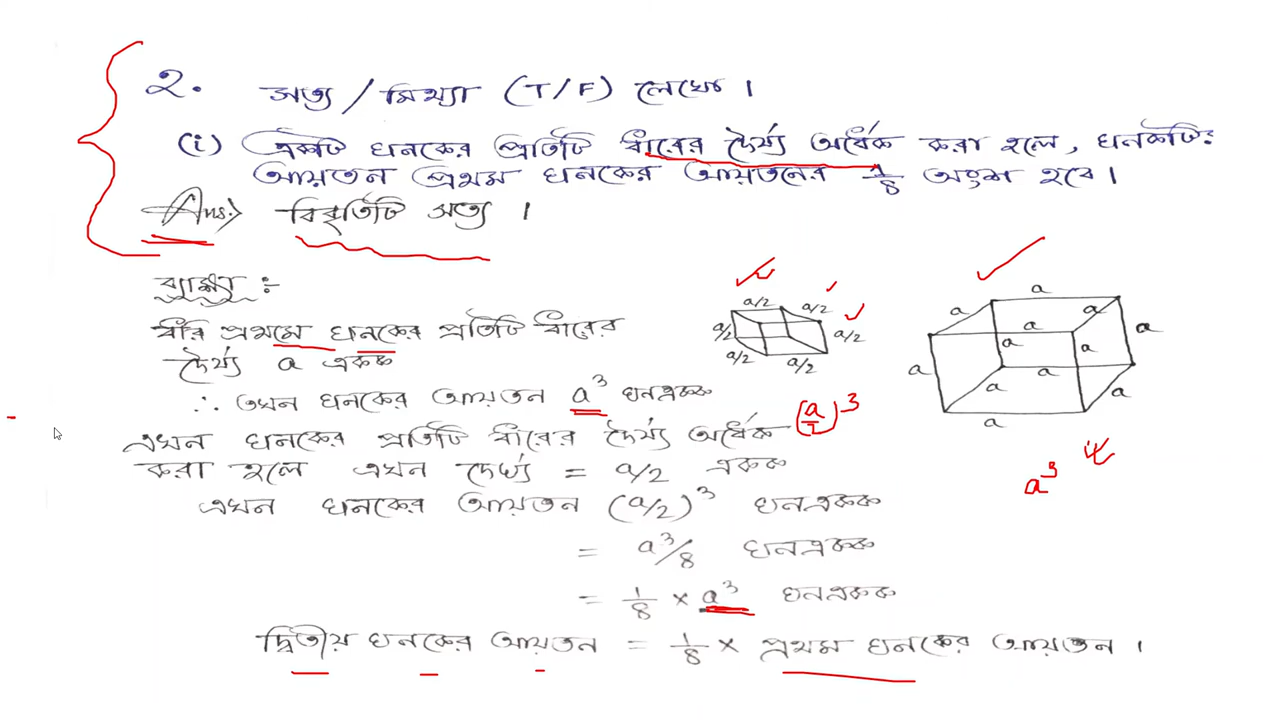 ২. সত্য / মিথ্যা (T/F) লেখো ।
(i) একটি ঘনকের প্রতিটি ধারের দৈর্ঘ্য অর্ধেক করা হলে, ঘনকটির
আয়তন প্রথম ঘনকের আয়তনের 1/8 অংশ হবে ।
Ans:> বিবৃতিটি সত্য ।
ব্যাখ্যা :-
ধরি প্রথমে ঘনকের প্রতিটি ধারের
দৈর্ঘ্য a একক
∴ তখন ঘনকের আয়তন a³ ঘনএকক
এখন ঘনকের প্রতিটি ধারের দৈর্ঘ্য অর্ধেক (a/2)³
করা হলে এখন দৈর্ঘ্য = a/2 একক
এখন ঘনকের আয়তন (a/2)³ ঘনএকক
= a³/8 ঘনএকক
= 1/8 × a³ ঘনএকক
দ্বিতীয় ঘনকের আয়তন = 1/8 × প্রথম ঘনকের আয়তন ।
a/2 a/2
a/2 a/2
a/2 a/2
a
a a
a a
a a
a a
a a
a
a³